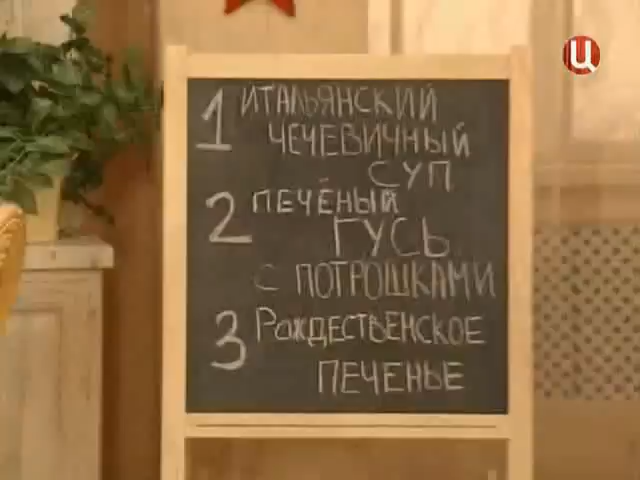 Ц
1 ИТАЛЬЯНСКИЙ
ЧЕЧЕВИЧНЫЙ
СУП
2 ПЕЧЁНЫЙ
ГУСЬ
С ПОТРОШКАМИ
3 РОЖДЕСТВЕНСКОЕ
ПЕЧЕНЬЕ